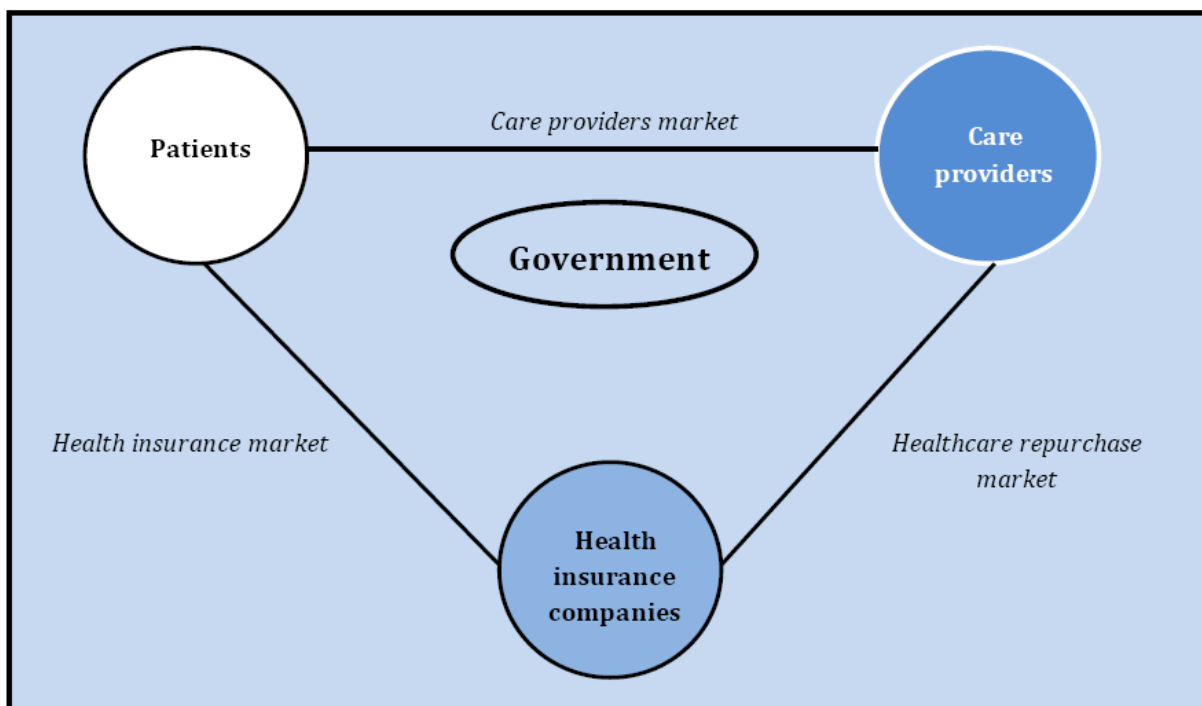 Patients
Care providers market
Care
providers
Government
Health insurance market
Healthcare repurchase
market
Health
insurance
companies